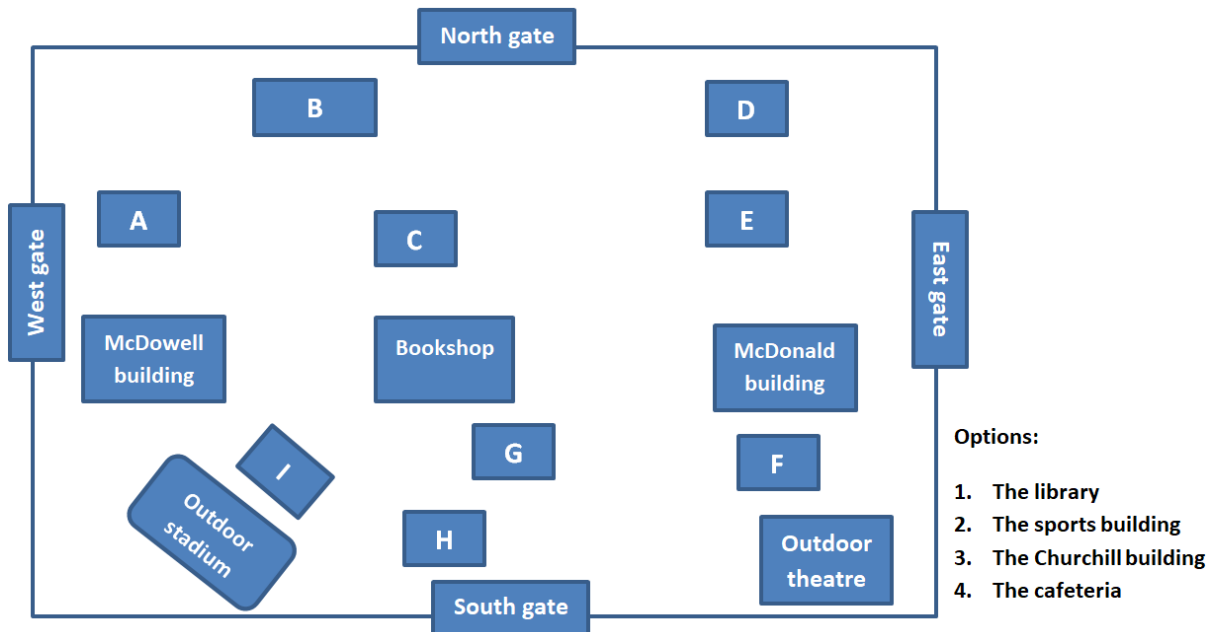 North gate
B
D
A
E
C
West gate
East gate
McDowell
building
Bookshop
McDonald
building
G
F
I
Outdoor
stadium
H
Outdoor
theatre
South gate
Options:
1. The library
2. The sports building
3. The Churchill building
4. The cafeteria